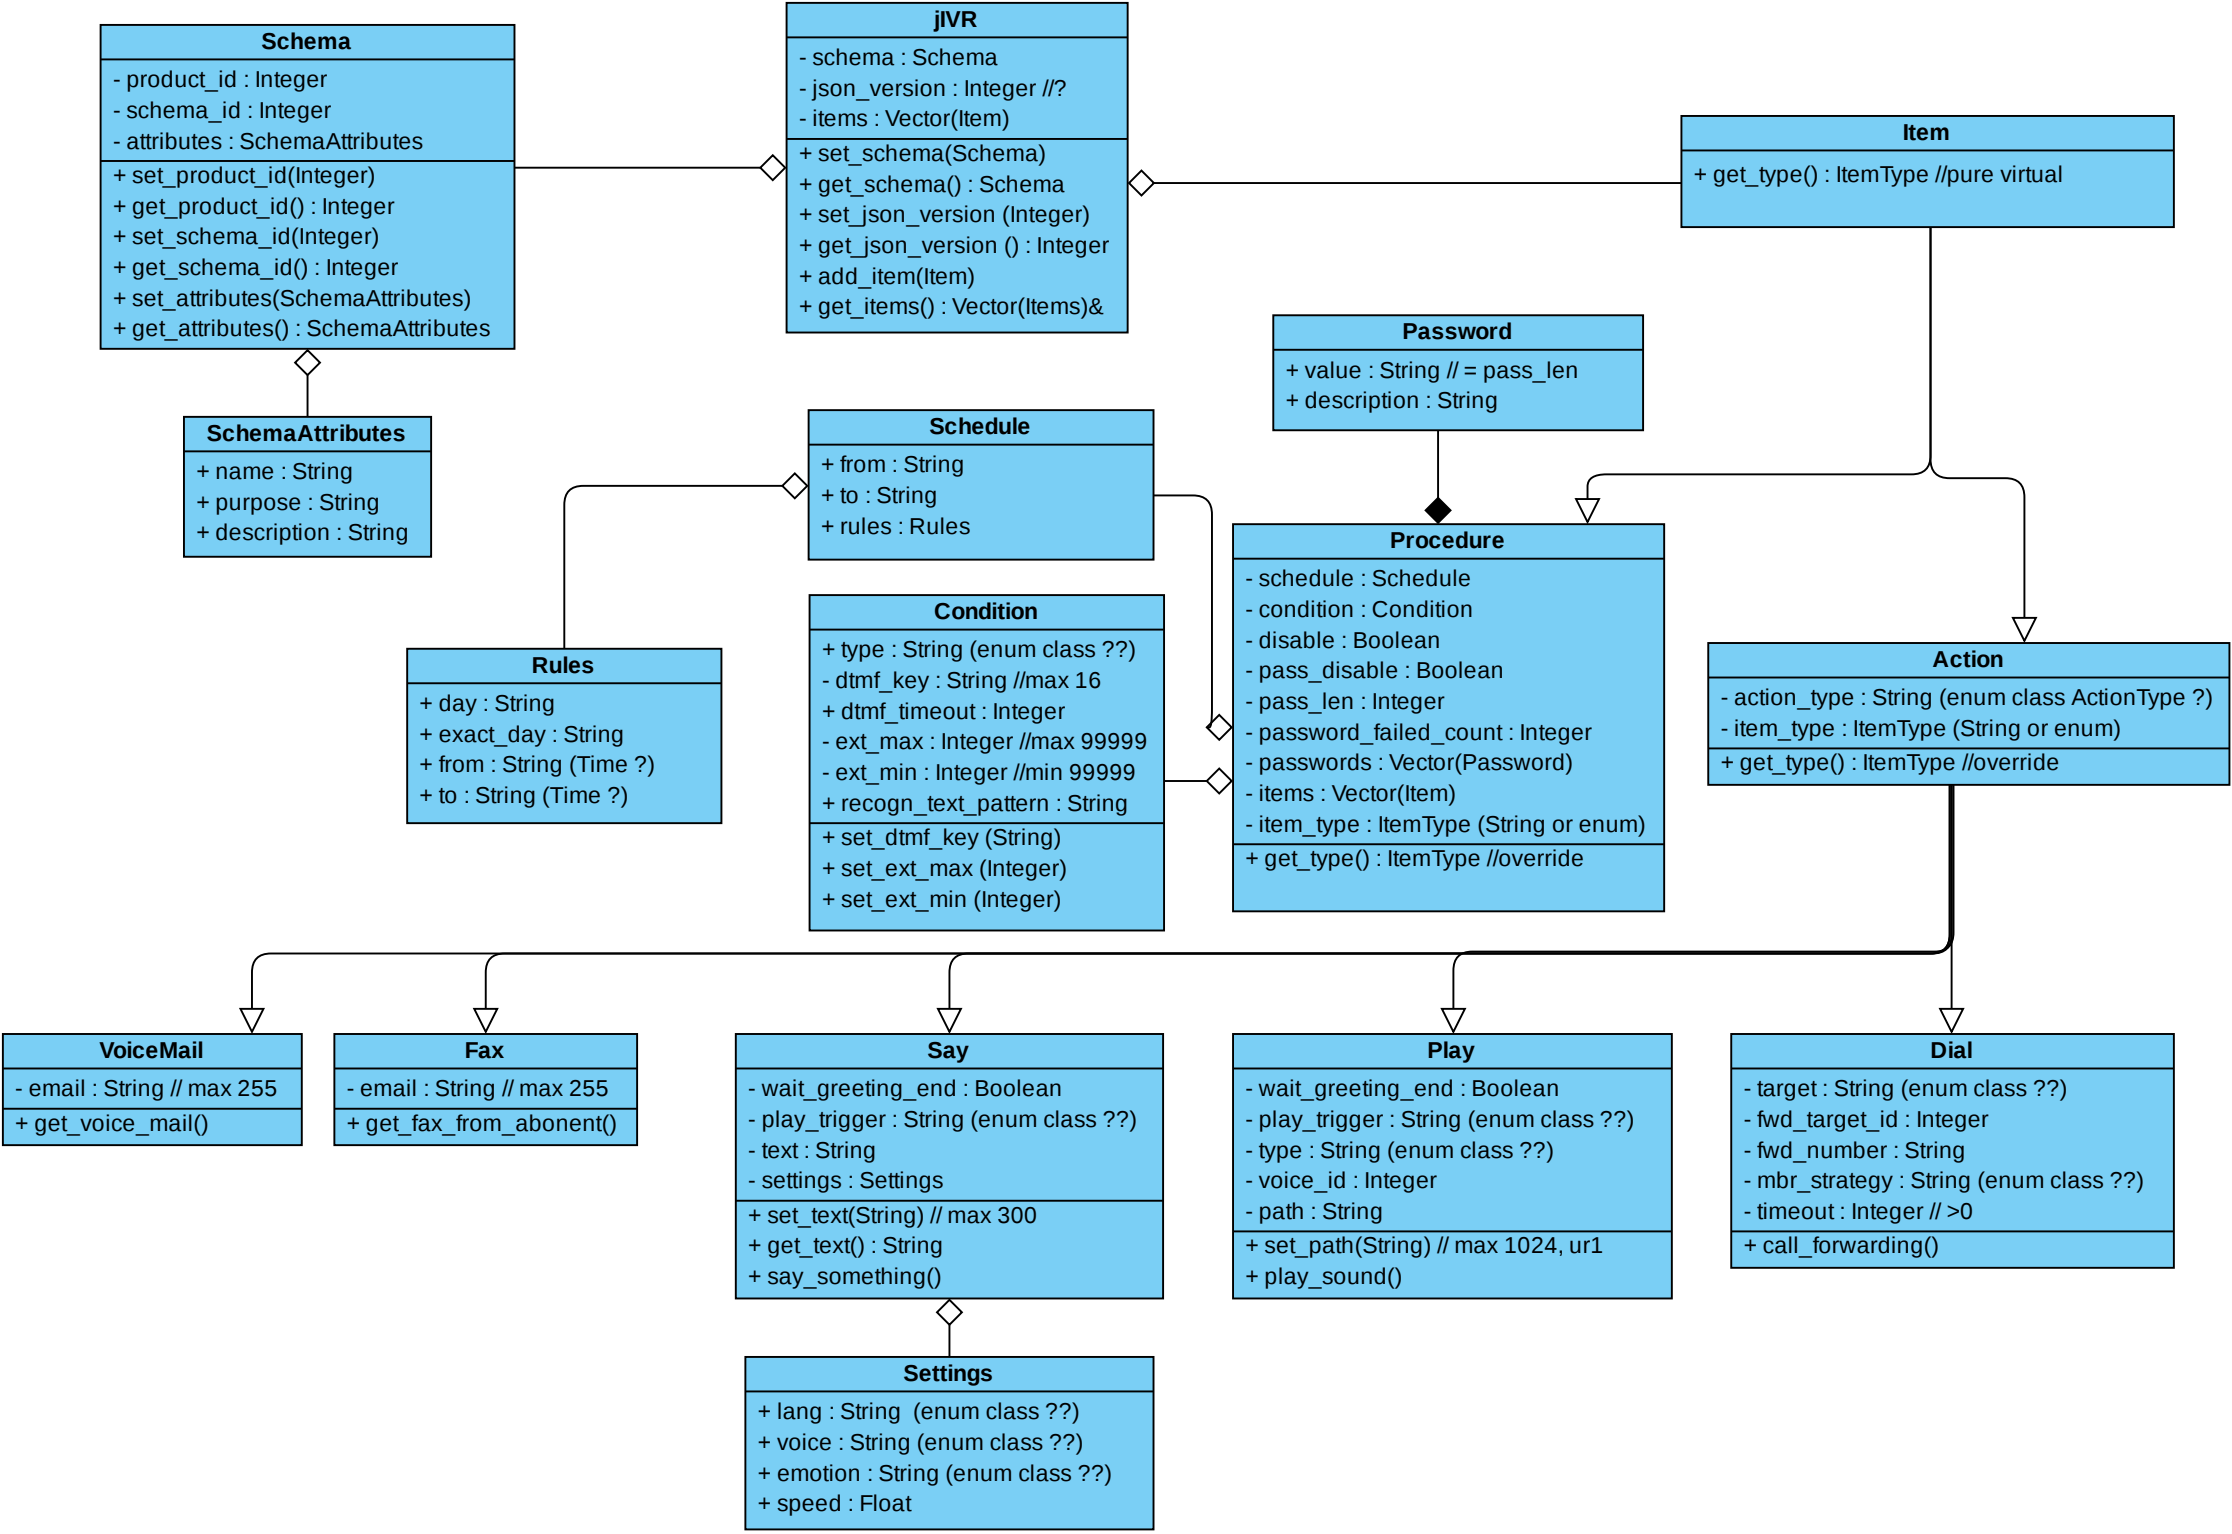 Schema
- product_id : Integer
- schema_id : Integer
- attributes : SchemaAttributes
+ set_product_id(Integer)
+ get_product_id() : Integer
+ set_schema_id(Integer)
+ get_schema_id() : Integer
+ set_attributes(SchemaAttributes)
+ get_attributes() : SchemaAttributes
jIVR
- schema : Schema
- json_version : Integer //?
- items : Vector(Item)
+ set_schema(Schema)
+ get_schema() : Schema
+ set_json_version (Integer)
+ get_json_version () : Integer
+ add_item(Item)
+ get_items() : Vector(Items)&
Item
+ get_type() : ItemType //pure virtual
Password
+ value : String // = pass_len
+ description : String
SchemaAttributes
+ name : String
+ purpose : String
+ description : String
Schedule
+ from : String
+ to : String
+ rules : Rules
Procedure
- schedule : Schedule
- condition : Condition
- disable : Boolean
- pass_disable : Boolean
- pass_len : Integer
- password_failed_count : Integer
- passwords : Vector(Password)
- items : Vector(Item)
- item_type : ItemType (String or enum)
+ get_type() : ItemType //override
Condition
+ type : String (enum class ??)
- dtmf_key : String //max 16
+ dtmf_timeout : Integer
- ext_max : Integer //max 99999
- ext_min : Integer //min 99999
+ recogn_text_pattern : String
+ set_dtmf_key (String)
+ set_ext_max (Integer)
+ set_ext_min (Integer)
Rules
+ day : String
+ exact_day : String
+ from : String (Time ?)
+ to : String (Time ?)
Action
- action_type : String (enum class ActionType ?)
- item_type : ItemType (String or enum)
+ get_type() : ItemType //override
VoiceMail
- email : String // max 255
+ get_voice_mail()
Fax
- email : String // max 255
+ get_fax_from_abonent()
Say
- wait_greeting_end : Boolean
- play_trigger : String (enum class ??)
- text : String
- settings : Settings
+ set_text(String) // max 300
+ get_text() : String
+ say_something()
Play
- wait_greeting_end : Boolean
- play_trigger : String (enum class ??)
- type : String (enum class ??)
- voice_id : Integer
- path : String
+ set_path(String) // max 1024, ur1
+ play_sound()
Dial
- target : String (enum class ??)
- fwd_target_id : Integer
- fwd_number : String
- mbr_strategy : String (enum class ??)
- timeout : Integer // >0
+ call_forwarding()
Settings
+ lang : String  (enum class ??)
+ voice : String (enum class ??)
+ emotion : String (enum class ??)
+ speed : Float